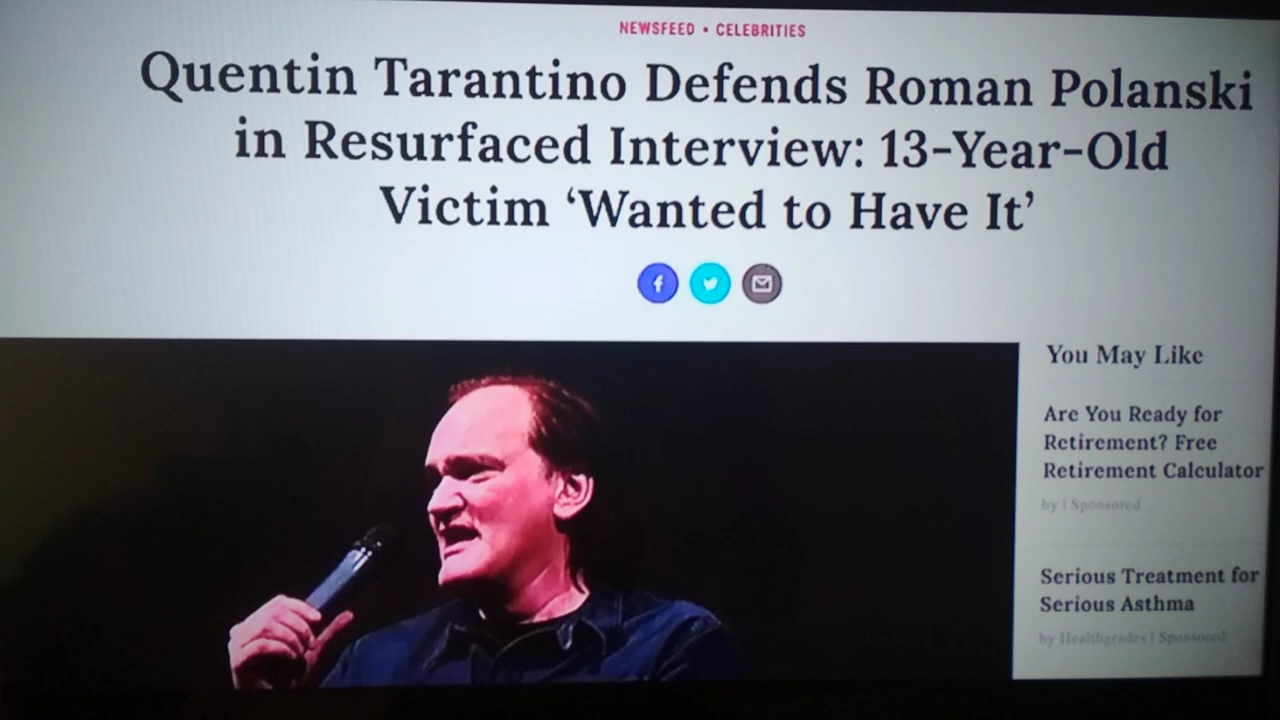 NEWSFEED • CELEBRITIES
Quentin Tarantino Defends Roman Polanski
in Resurfaced Interview: 13-Year-Old
Victim ‘Wanted to Have It’
You May Like
Are You Ready for
Retirement? Free
Retirement Calculator
by | Sponsored
Serious Treatment for
Serious Asthma
by Healthgrades | Sponsored